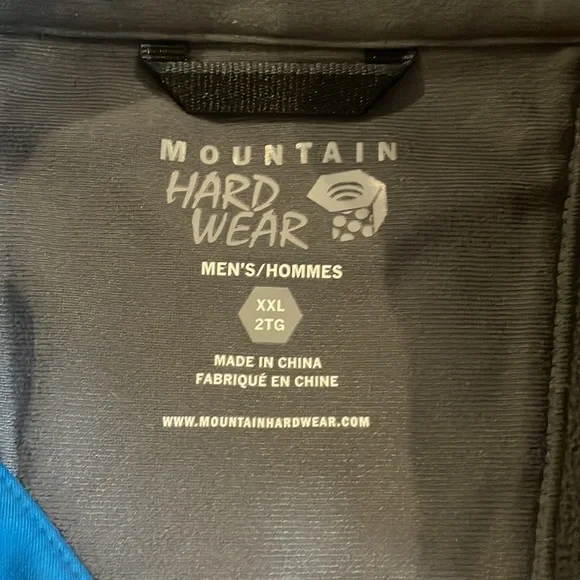 MOUNTAIN
HARD
WEAR
MEN'S/HOMMES
XXL
2TG
MADE IN CHINA
FABRIQUÉ EN CHINE
WWW.MOUNTAINHARDWEAR.COM